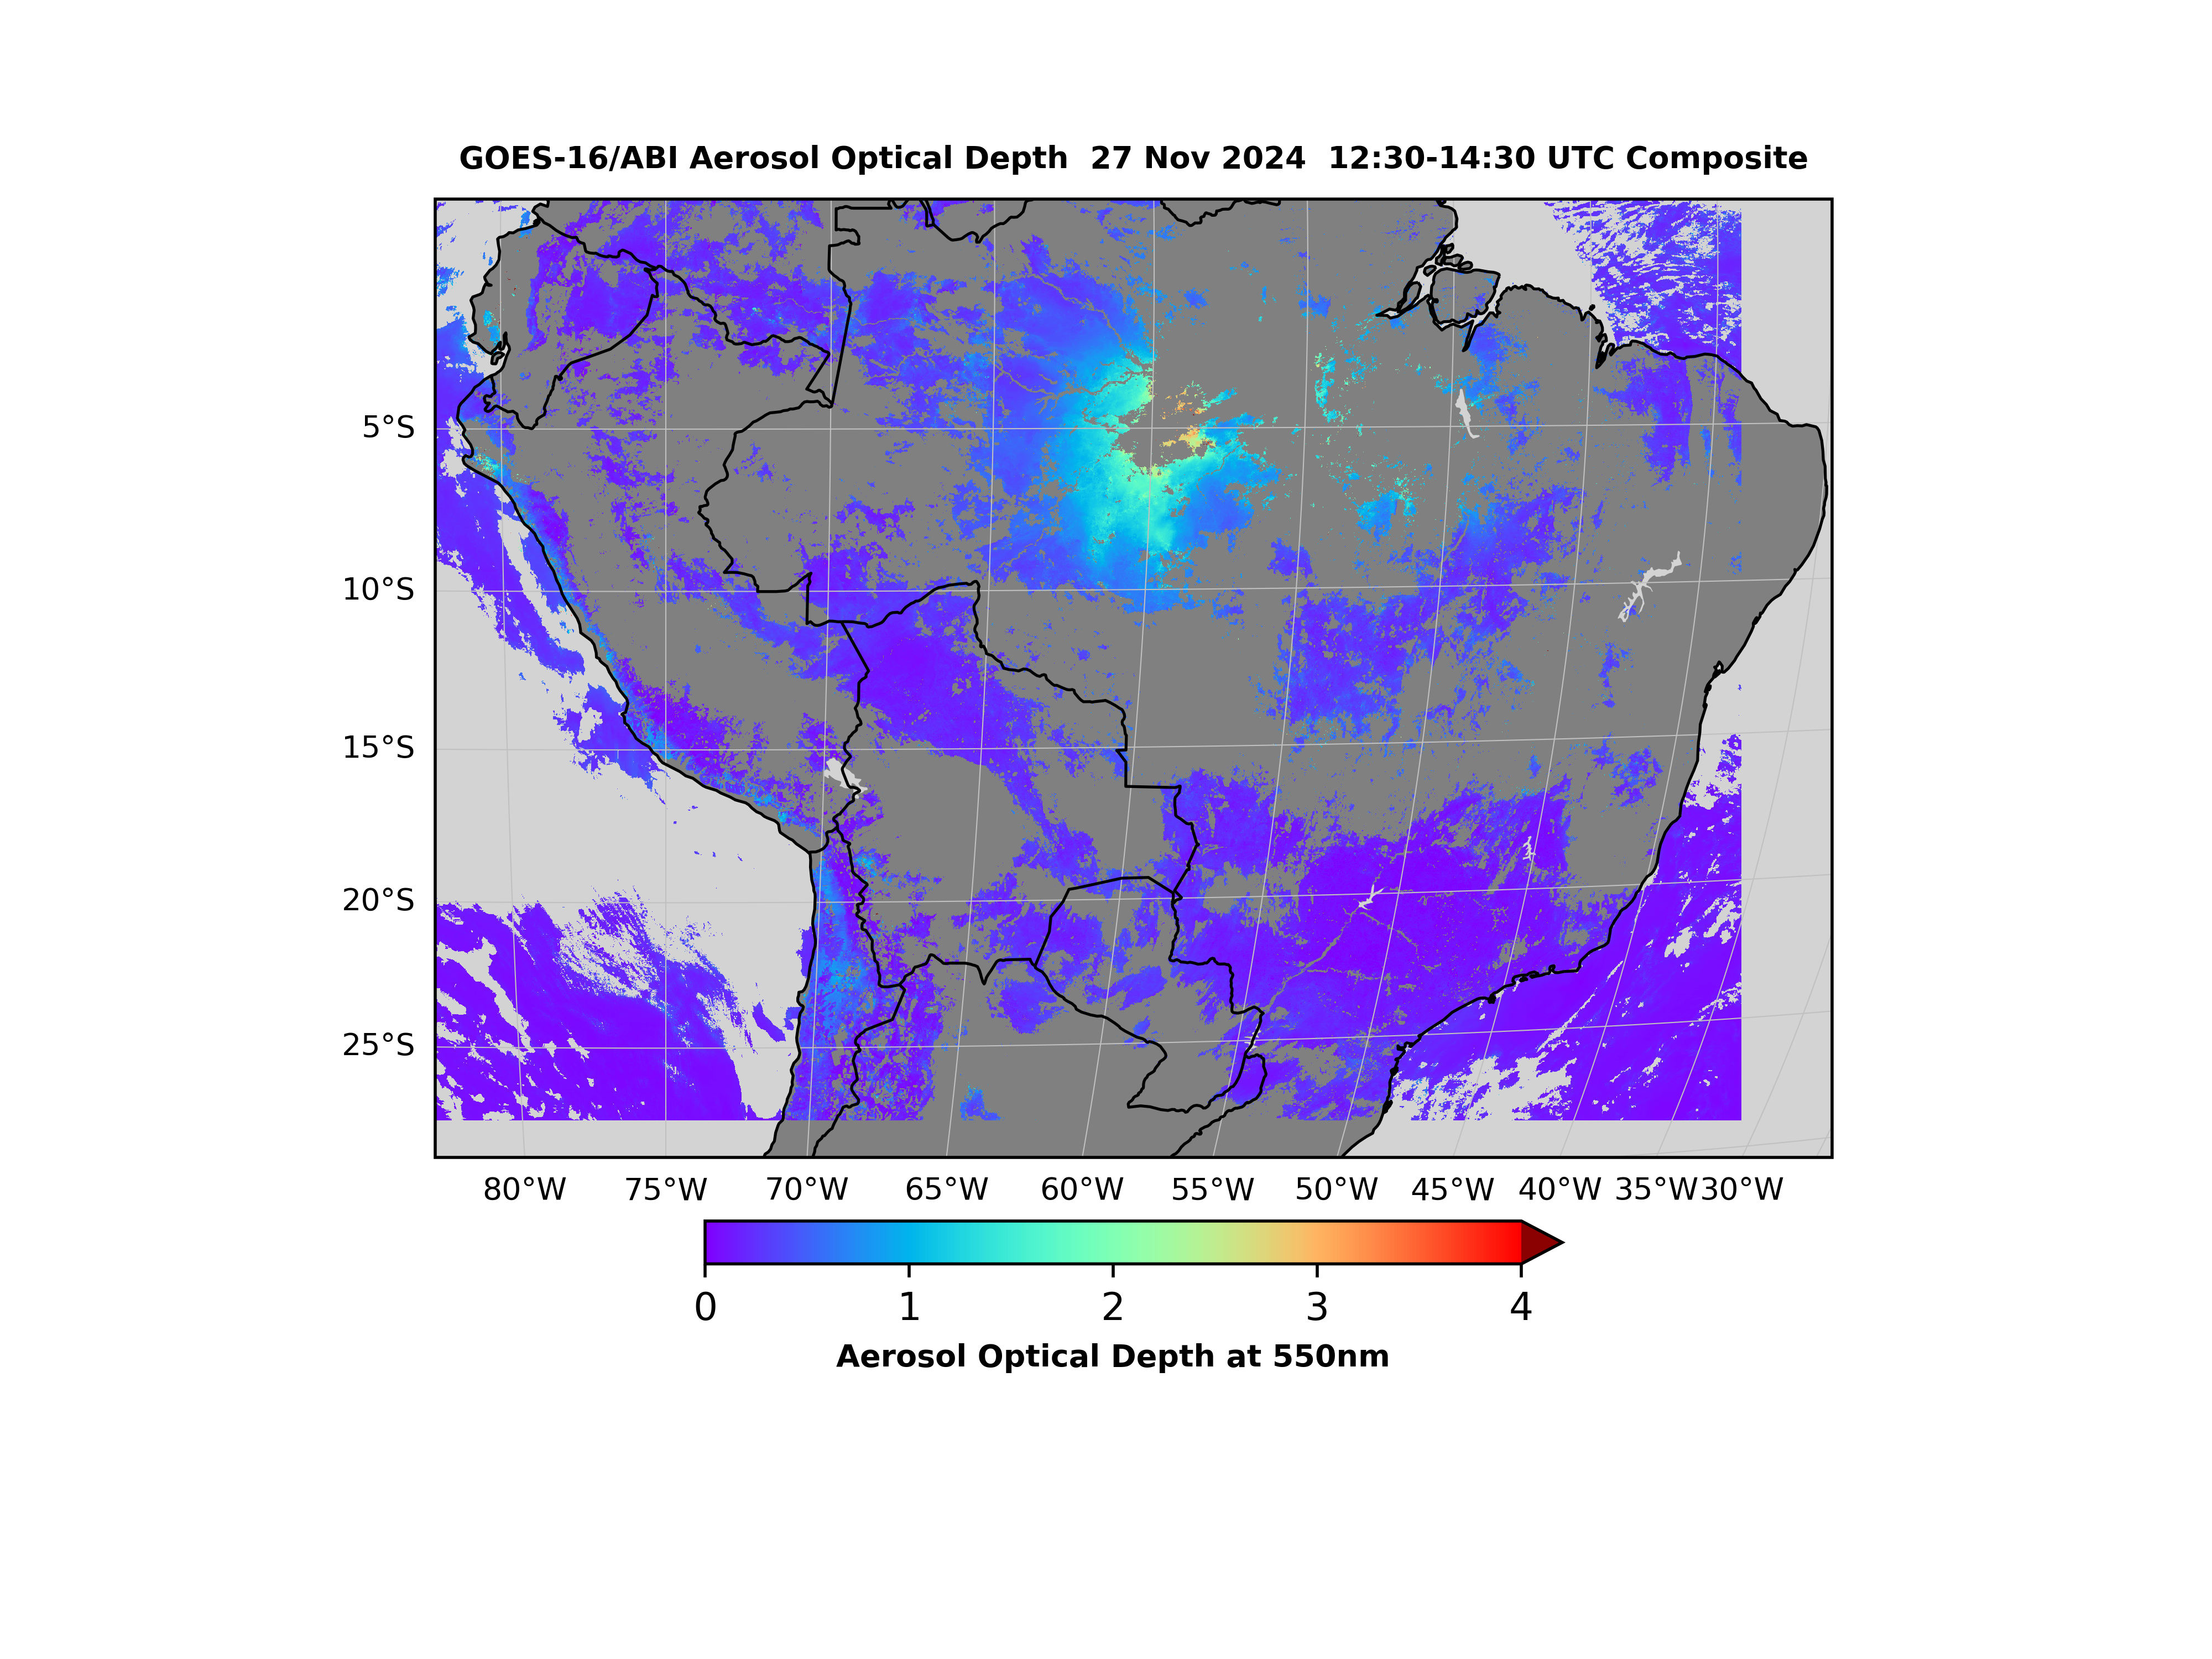 GOES-16/ABI Aerosol Optical Depth  27 Nov 2024  12:30-14:30 UTC Composite
5°S
10°S
15°S
20°S
25°S
80°W 75°W 70°W 65°W 60°W 55°W 50°W 45°W 40°W 35°W 30°W
0 1 2 3 4
Aerosol Optical Depth at 550nm